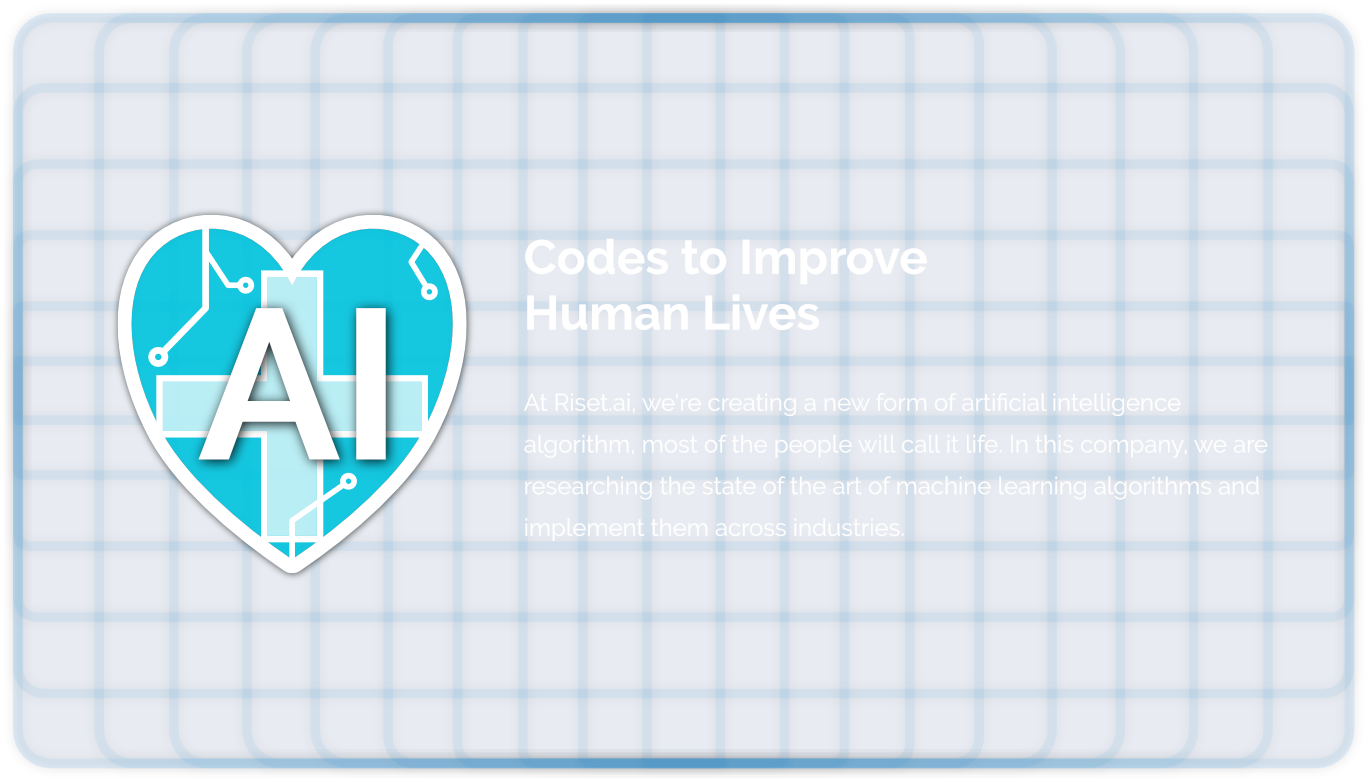 AI
Codes to Improve
Human Lives
At Riset.ai, we're creating a new form of artificial intelligence
algorithm, most of the people will call it life. In this company, we are
researching the state of the art of machine learning algorithms and
implement them across industries.